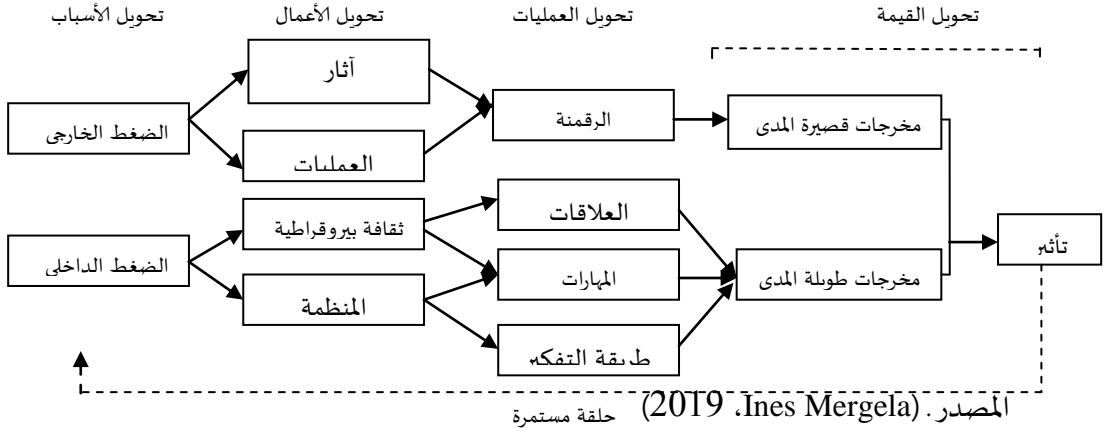 تحويل الأسباب
تحويل الأعمال
تحويل العمليات
تحويل القيمة
آثار
الضغط الخارجي
العمليات
الرقمنة
مخرجات قصيرة المدى
ثقافة بيروقراطية
العلاقات
الضغط الداخلي
المنظمة
المهارات
مخرجات طويلة المدى
تأثير
طريقة التفكير
المصدر. (Ines Mergela، 2019)
حلقة مستمرة